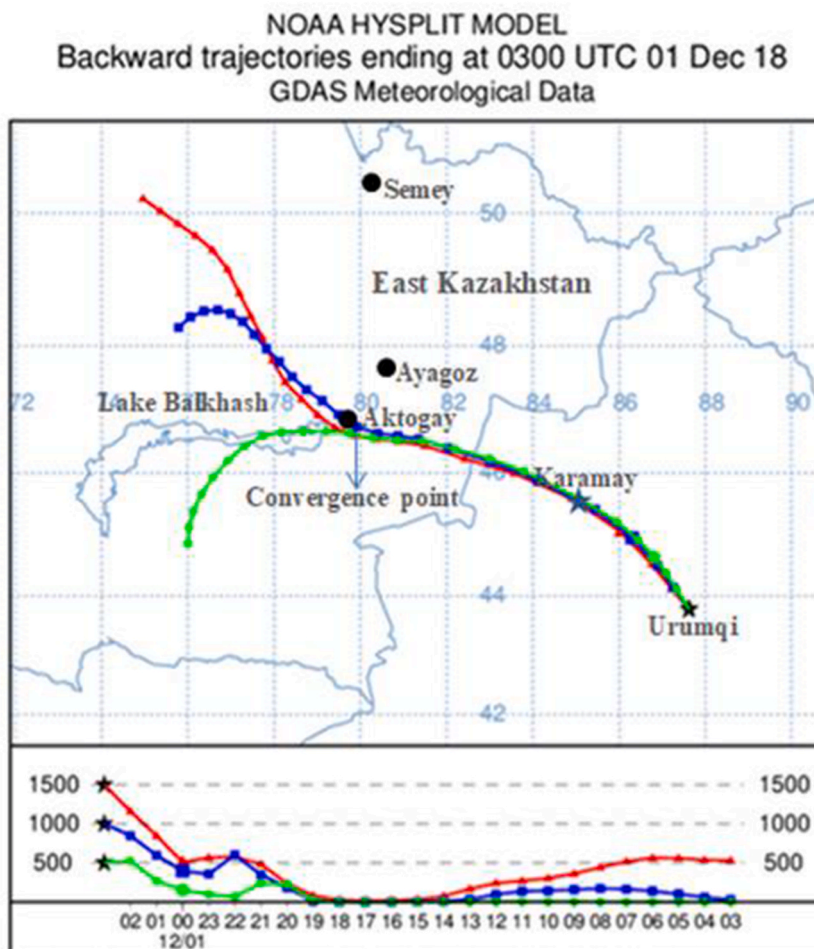 NOAA HYSPLIT MODEL
Backward trajectories ending at 0300 UTC 01 Dec 18
GDAS Meteorological Data
Semey
50
East Kazakhstan
48
Ayagoz
72
Lake Balkhash
78
80
82
84
86
88
90
Aktogay
46
Karamay
Convergence point
44
Urumqi
42
1500 1500
1000 1000
500 500
02 01 00 23 22 21 20 19 18 17 16 15 14 13 12 11 10 09 08 07 06 05 04 03
12/01